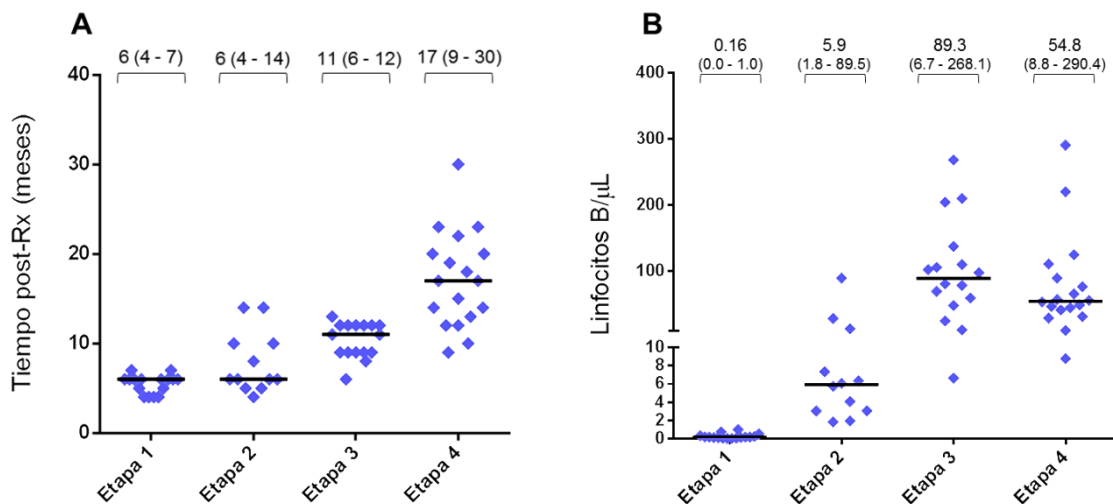 A
6 (4 - 7)
6 (4 - 14)
11 (6 - 12)
17 (9 - 30)
Tiempo post-Rx (meses)
40
30
20
10
0
Etapa 1
Etapa 2
Etapa 3
Etapa 4
B
0.16
(0.0 - 1.0)
5.9
(1.8 - 89.5)
89.3
(6.7 - 268.1)
54.8
(8.8 - 290.4)
Linfocitos B/μL
400
300
200
100
10
8
6
4
2
0
Etapa 1
Etapa 2
Etapa 3
Etapa 4